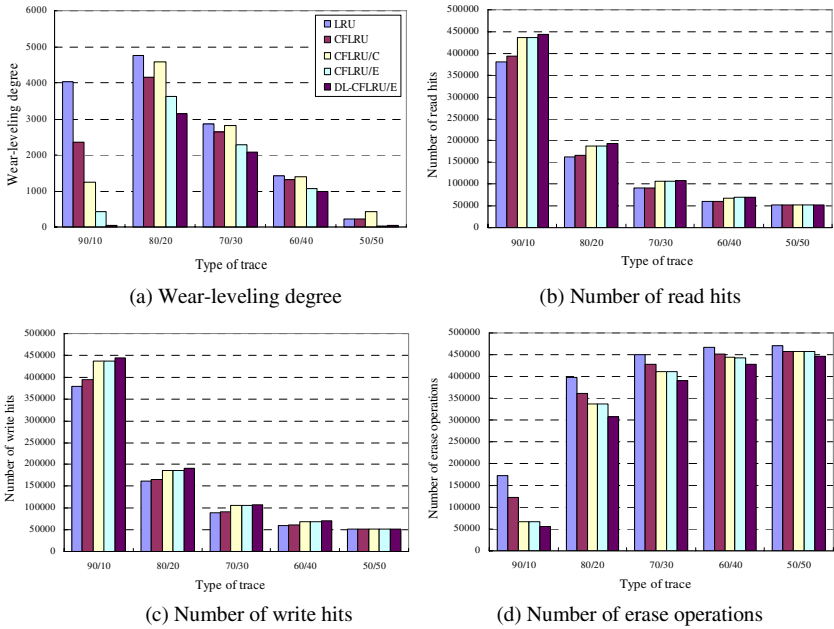 6000
5000
4000
3000
2000
1000
0
Wear-leveling degree
LRU
CFLRU
CFLRU/C
CFLRU/E
DL-CFLRU/E
90/10 80/20 70/30 60/40 50/50
Type of trace
(a) Wear-leveling degree
500000
450000
400000
350000
300000
250000
200000
150000
100000
50000
0
Number of read hits
90/10 80/20 70/30 60/40 50/50
Type of trace
(b) Number of read hits
500000
450000
400000
350000
300000
250000
200000
150000
100000
50000
0
Number of write hits
90/10 80/20 70/30 60/40 50/50
Type of trace
(c) Number of write hits
500000
450000
400000
350000
300000
250000
200000
150000
100000
50000
0
Number of erase operations
90/10 80/20 70/30 60/40 50/50
Type of trace
(d) Number of erase operations